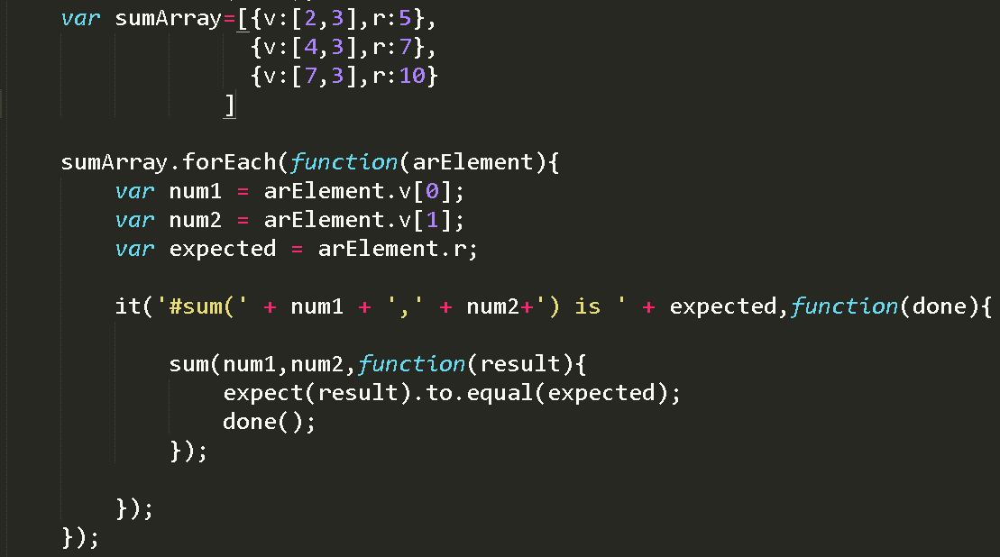 var sumArray=[{v:[2,3],r:5},
{v:[4,3],r:7},
{v:[7,3],r:10}
]
sumArray.forEach(function(arElement){
var num1 = arElement.v[0];
var num2 = arElement.v[1];
var expected = arElement.r;
it('#sum(' + num1 + ',' + num2+') is ' + expected,function(done){
sum(num1,num2,function(result){
expect(result).to.equal(expected);
done();
});
});
});